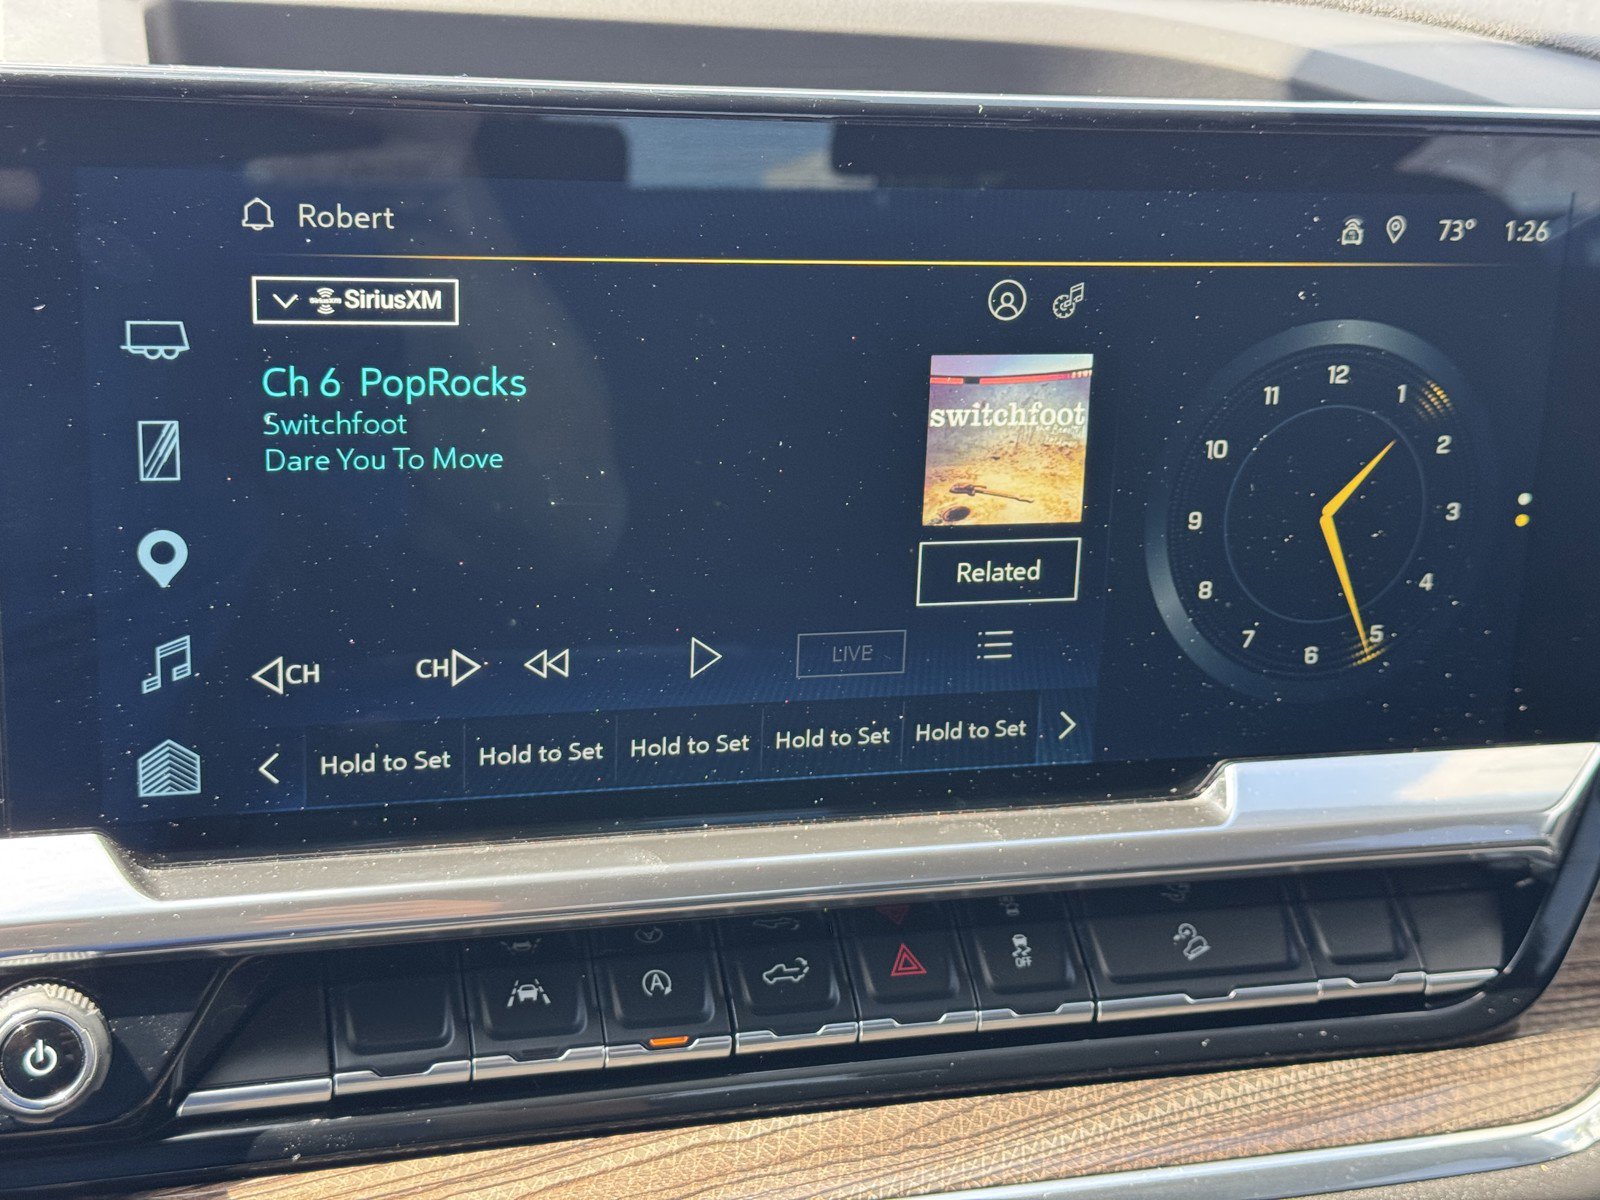 Robert
73° 1:26
SiriusXM
Ch 6 PopRocks
Switchfoot
Dare You To Move
switchfoot
Related
CH
CH
LIVE
Hold to Set
Hold to Set
Hold to Set
Hold to Set
Hold to Set
12
1
2
3
4
5
6
7
8
9
10
11
A
OFF